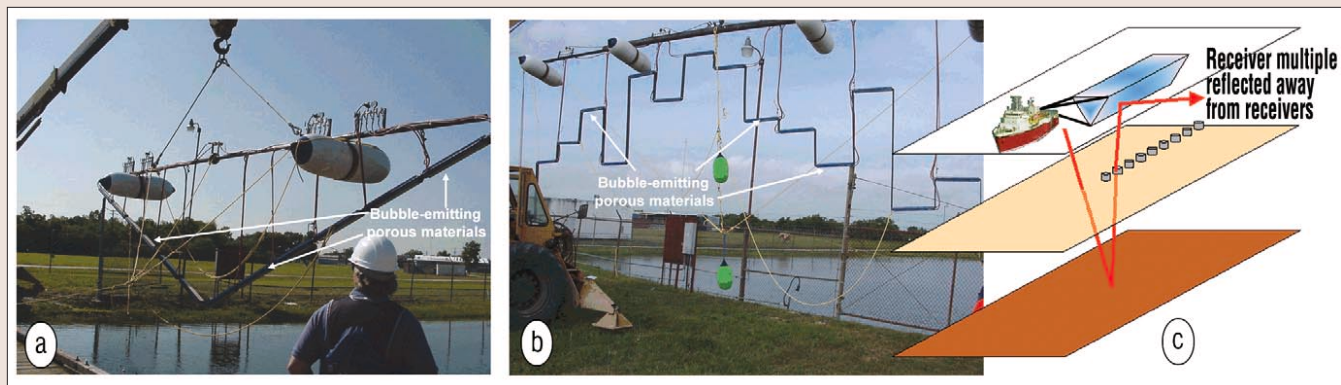 Bubble-emitting
porous materials
a
Bubble-emitting
porous materials
b
Receiver multiple
reflected away
from receivers
c